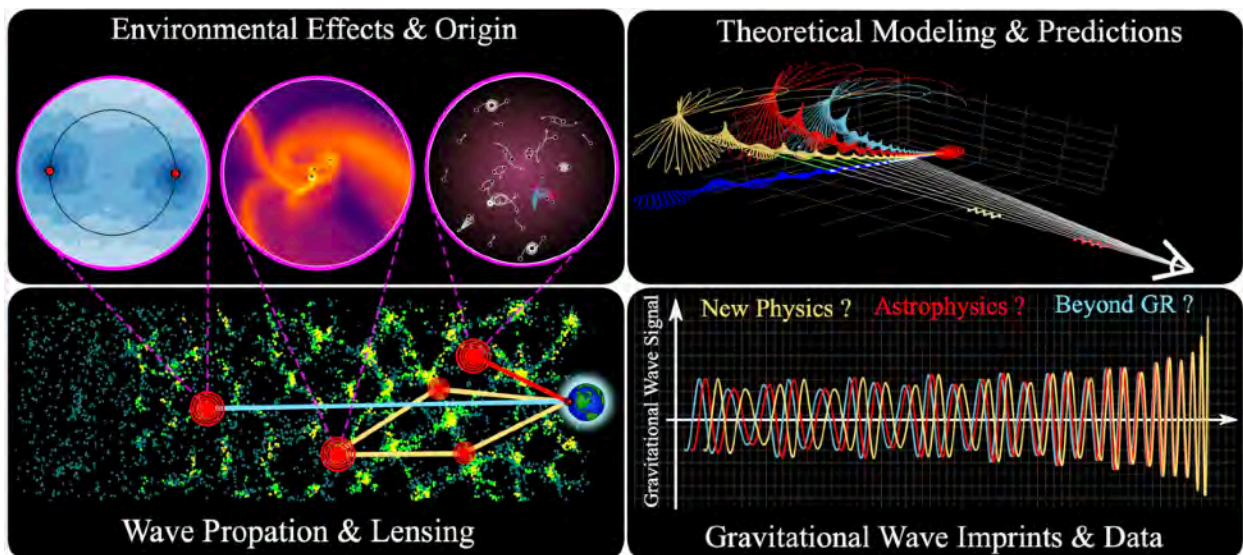 Environmental Effects & Origin
Theoretical Modeling & Predictions
Wave Propation & Lensing
New Physics ?
Astrophysics ?
Beyond GR ?
Gravitational Wave Signal
Gravitational Wave Imprints & Data